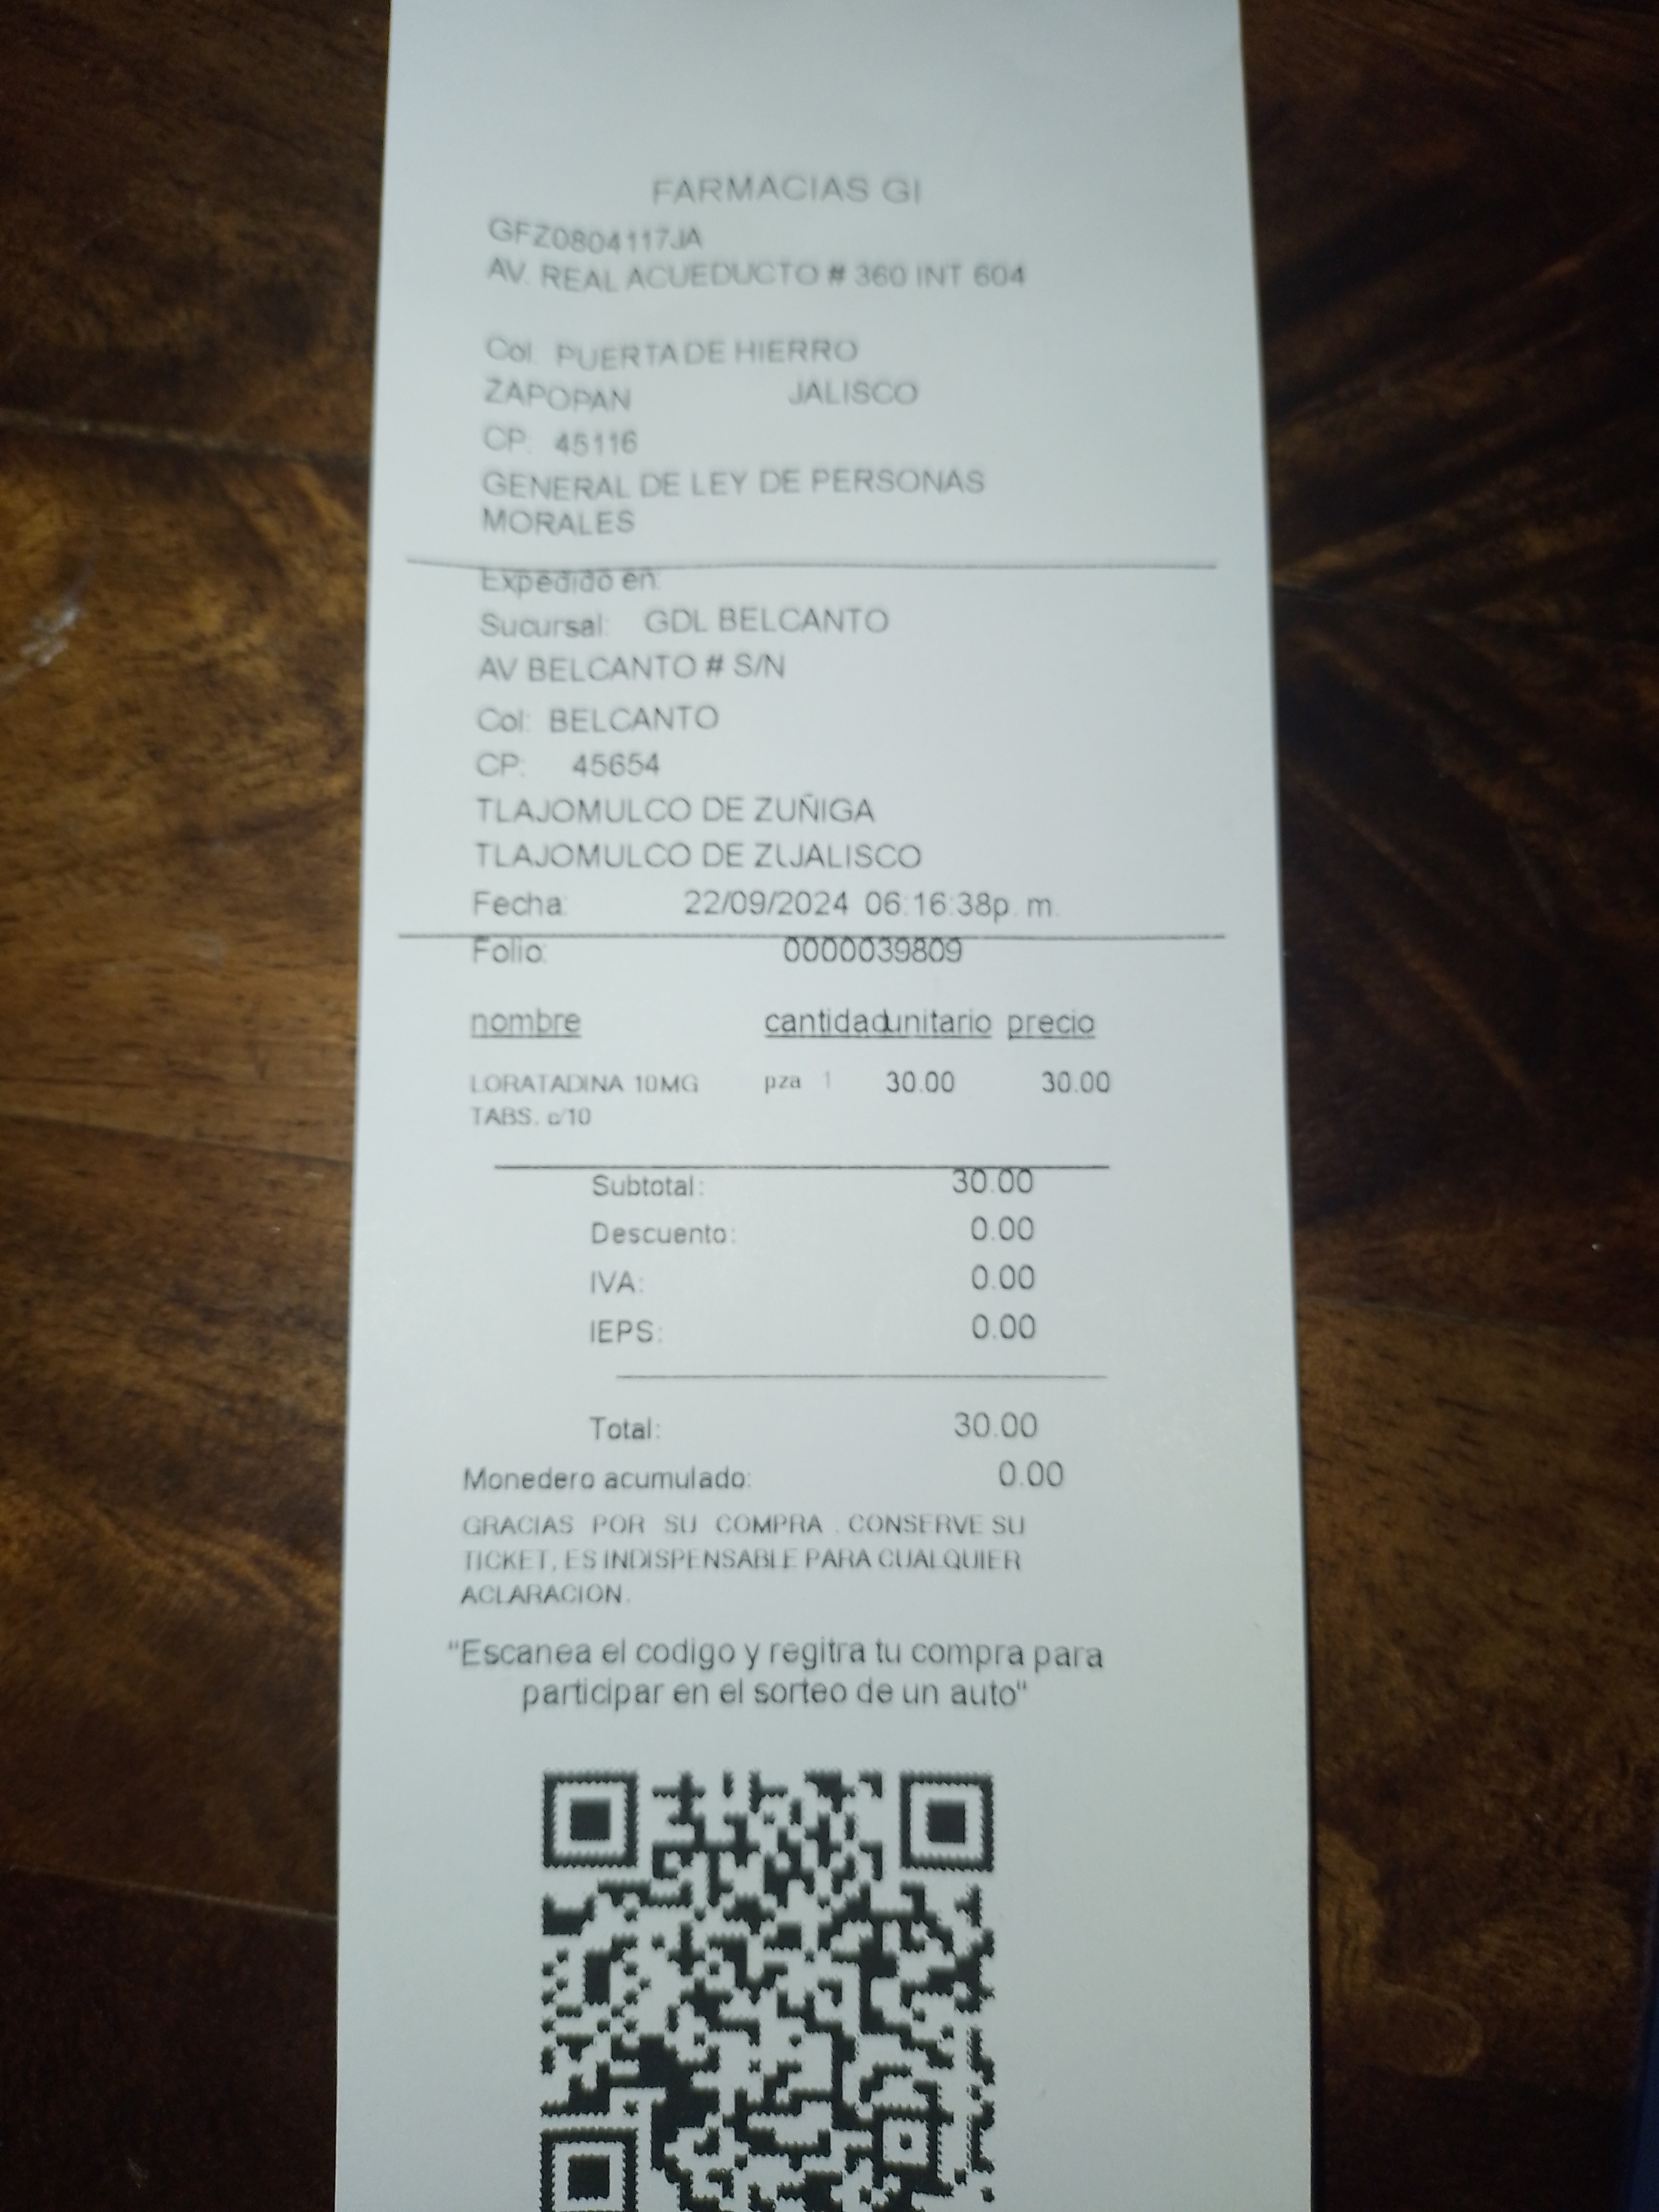 FARMACIAS GI
GFZ0804117JA
AV. REAL ACUEDUCTO # 360 INT 604
Col. PUERTA DE HIERRO
ZAPOPAN JALISCO
CP: 45116
GENERAL DE LEY DE PERSONAS
MORALES
Expedido en:
Sucursal: GDL BELCANTO
AV BELCANTO # S/N
Col: BELCANTO
CP: 45654
TLAJOMULCO DE ZUÑIGA
TLAJOMULCO DE ZUJALISCO
Fecha: 22/09/2024 06:16:38p. m.
Folio: 0000039809
nombre cantidad unitario precio
LORATADINA 10MG pza 1 30.00 30.00
TABS. c/10
Subtotal: 30.00
Descuento: 0.00
IVA: 0.00
IEPS: 0.00
Total: 30.00
Monedero acumulado: 0.00
GRACIAS POR SU COMPRA . CONSERVE SU
TICKET, ES INDISPENSABLE PARA CUALQUIER
ACLARACION.
"Escanea el codigo y regitra tu compra para
participar en el sorteo de un auto"